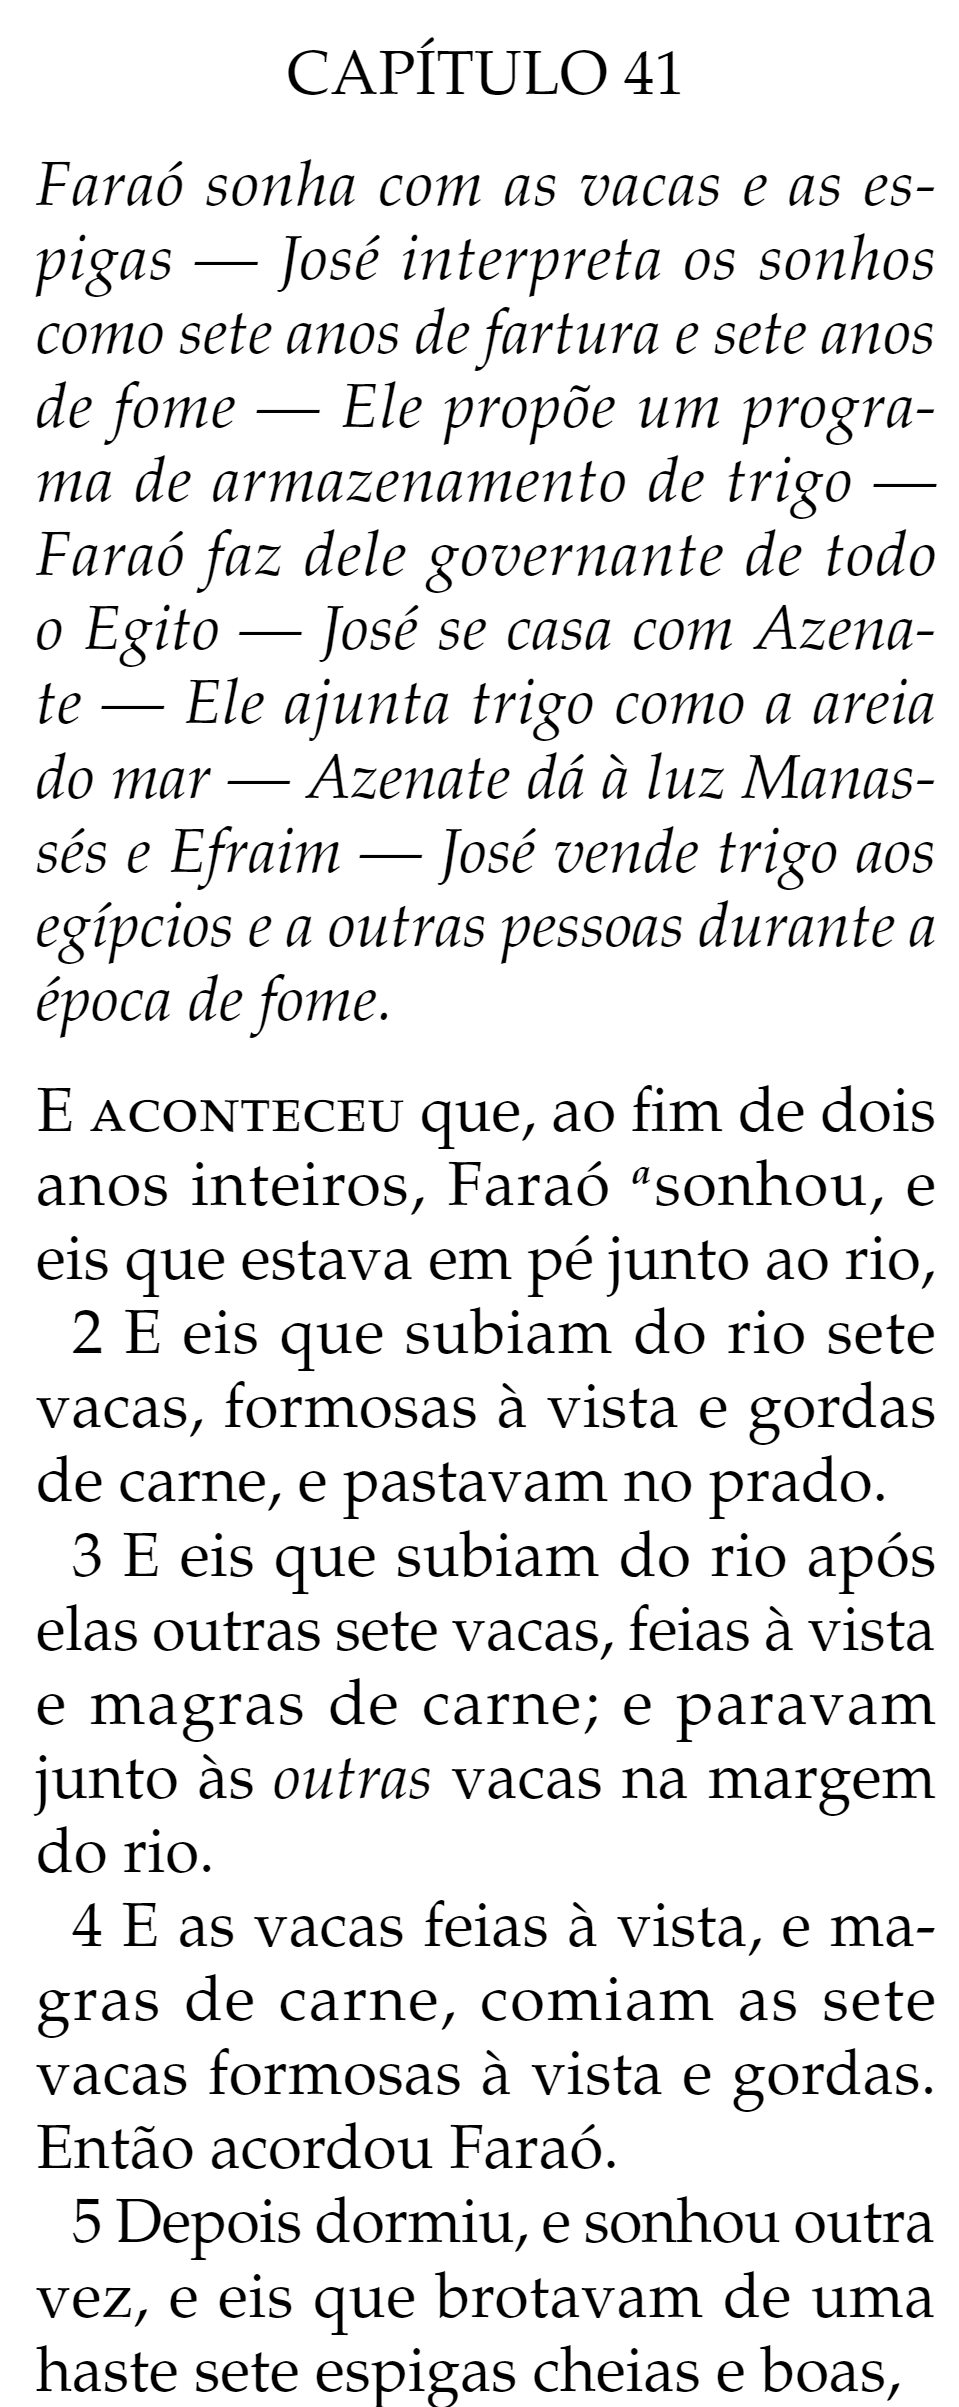 CAPÍTULO 41
Faraó sonha com as vacas e as es-
pigas — José interpreta os sonhos
como sete anos de fartura e sete anos
de fome — Ele propõe um progra-
ma de armazenamento de trigo —
Faraó faz dele governante de todo
o Egito — José se casa com Azena-
te — Ele ajunta trigo como a areia
do mar — Azenate dá à luz Manas-
sés e Efraim — José vende trigo aos
egípcios e a outras pessoas durante a
época de fome.
E ACONTECEU que, ao fim de dois
anos inteiros, Faraó ᵃsonhou, e
eis que estava em pé junto ao rio,
2 E eis que subiam do rio sete
vacas, formosas à vista e gordas
de carne, e pastavam no prado.
3 E eis que subiam do rio após
elas outras sete vacas, feias à vista
e magras de carne; e paravam
junto às outras vacas na margem
do rio.
4 E as vacas feias à vista, e ma-
gras de carne, comiam as sete
vacas formosas à vista e gordas.
Então acordou Faraó.
5 Depois dormiu, e sonhou outra
vez, e eis que brotavam de uma
haste sete espigas cheias e boas,